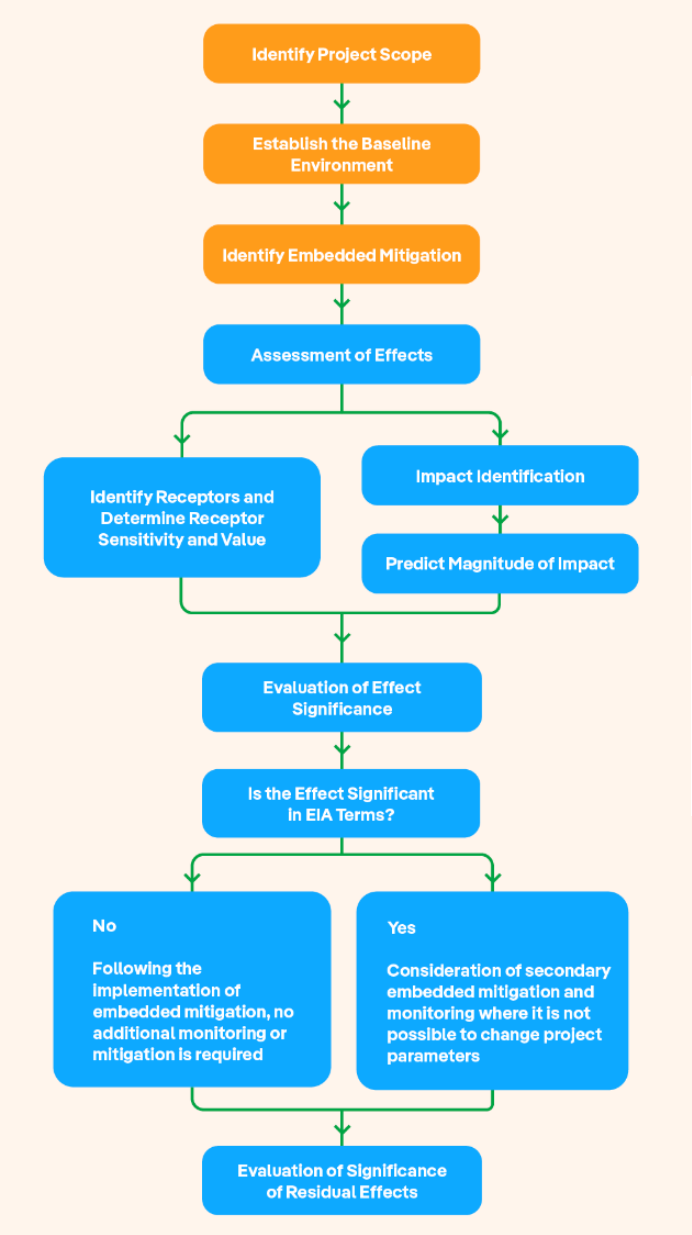 Identify Project Scope
Establish the Baseline
Environment
Identify Embedded Mitigation
Assessment of Effects
Identify Receptors and
Determine Receptor
Sensitivity and Value
Impact Identification
Predict Magnitude of Impact
Evaluation of Effect
Significance
Is the Effect Significant
in EIA Terms?
No
Following the
implementation of
embedded mitigation, no
additional monitoring or
mitigation is required
Yes
Consideration of secondary
embedded mitigation and
monitoring where it is not
possible to change project
parameters
Evaluation of Significance
of Residual Effects